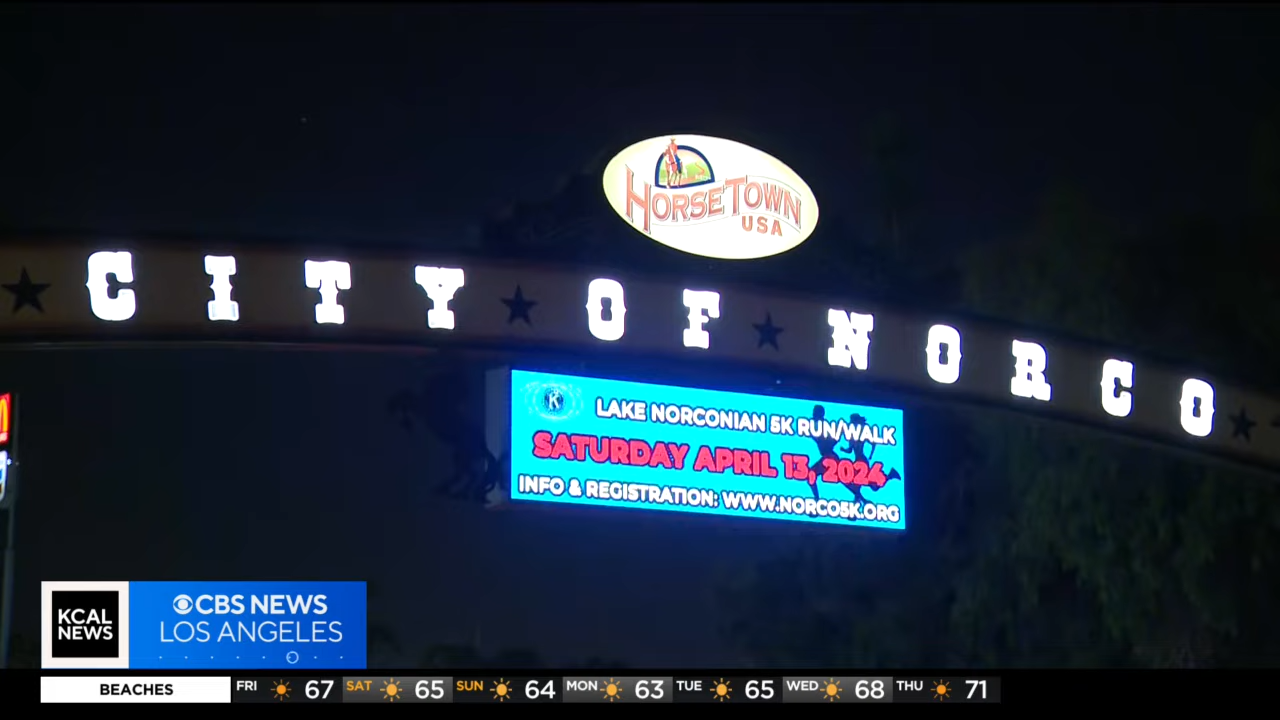 HORSETOWN
USA
CITY OF NORCO
K
LAKE NORCONIAN 5K RUN/WALK
SATURDAY APRIL 13, 2024
INFO & REGISTRATION: WWW.NORCO5K.ORG
KCAL
NEWS
CBS NEWS
LOS ANGELES
BEACHES FRI 67 SAT 65 SUN 64 MON 63 TUE 65 WED 68 THU 71